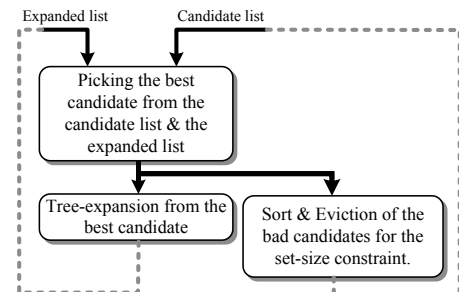 Expanded list
Candidate list
Picking the best
candidate from the
candidate list & the
expanded list
Tree-expansion from the
best candidate
Sort & Eviction of the
bad candidates for the
set-size constraint.